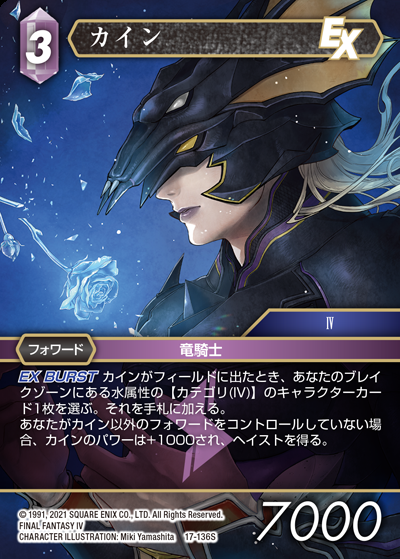 3
カイン
EX
IV
フォワード
竜騎士
EX BURST カインがフィールドに出たとき、あなたのブレイ
クゾーンにある水属性の【カテゴリ(IV)】のキャラクターカー
ド1枚を選ぶ。それを手札に加える。
あなたがカイン以外のフォワードをコントロールしていない場
合、カインのパワーは+1000され、ヘイストを得る。
© 1991, 2021 SQUARE ENIX CO., LTD. All Rights Reserved.
FINAL FANTASY IV
CHARACTER ILLUSTRATION: Miki Yamashita
17-136S
7000